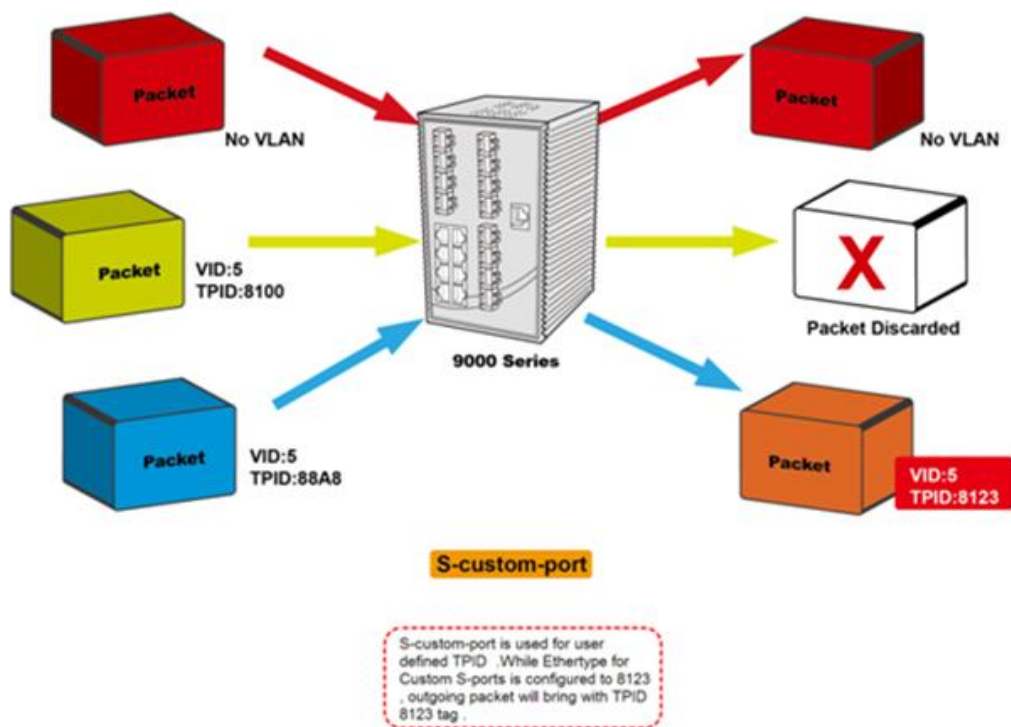 Packet
No VLAN
Packet
No VLAN
Packet
VID:5
TPID:8100
X
Packet Discarded
9000 Series
Packet
VID:5
TPID:88A8
Packet
VID:5
TPID:8123
S-custom-port
S-custom-port is used for user
defined TPID .While Ethertype for
Custom S-ports is configured to 8123
, outgoing packet will bring with TPID
8123 tag .